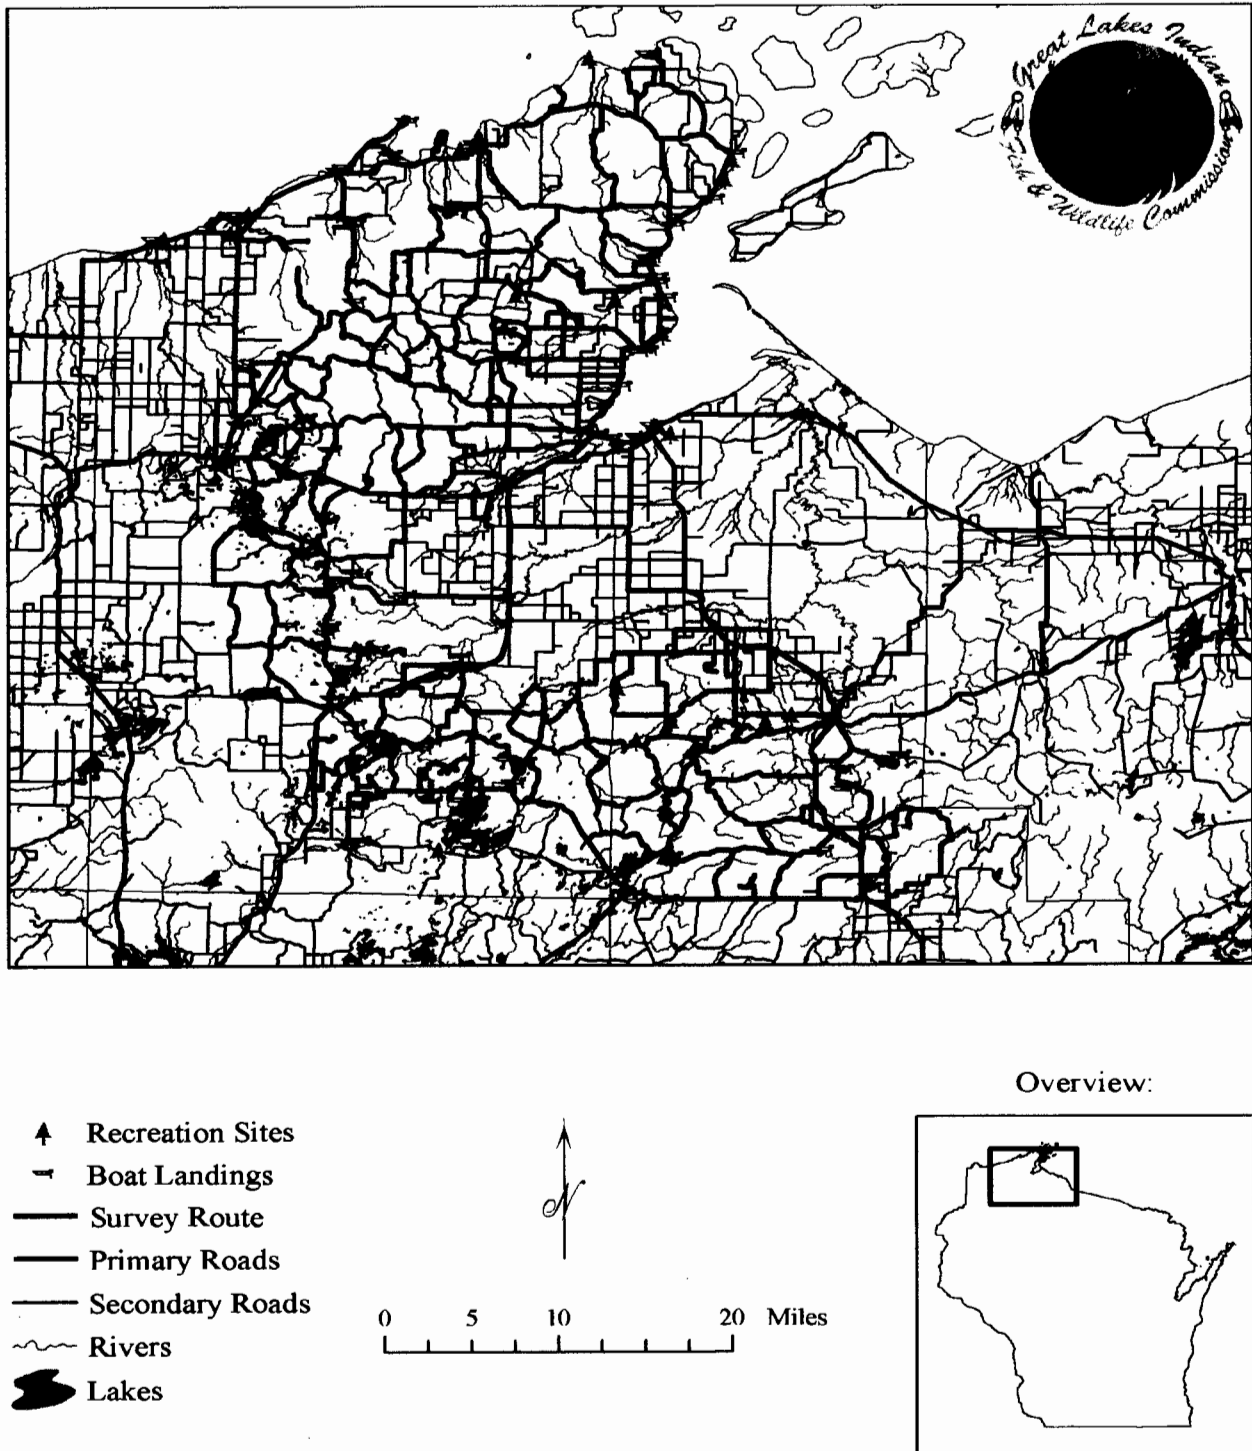 Great Lakes Indian
Fish & Wildlife Commission
Overview:
Recreation Sites
Boat Landings
Survey Route
Primary Roads
Secondary Roads
Rivers
Lakes
N
0 5 10 20 Miles